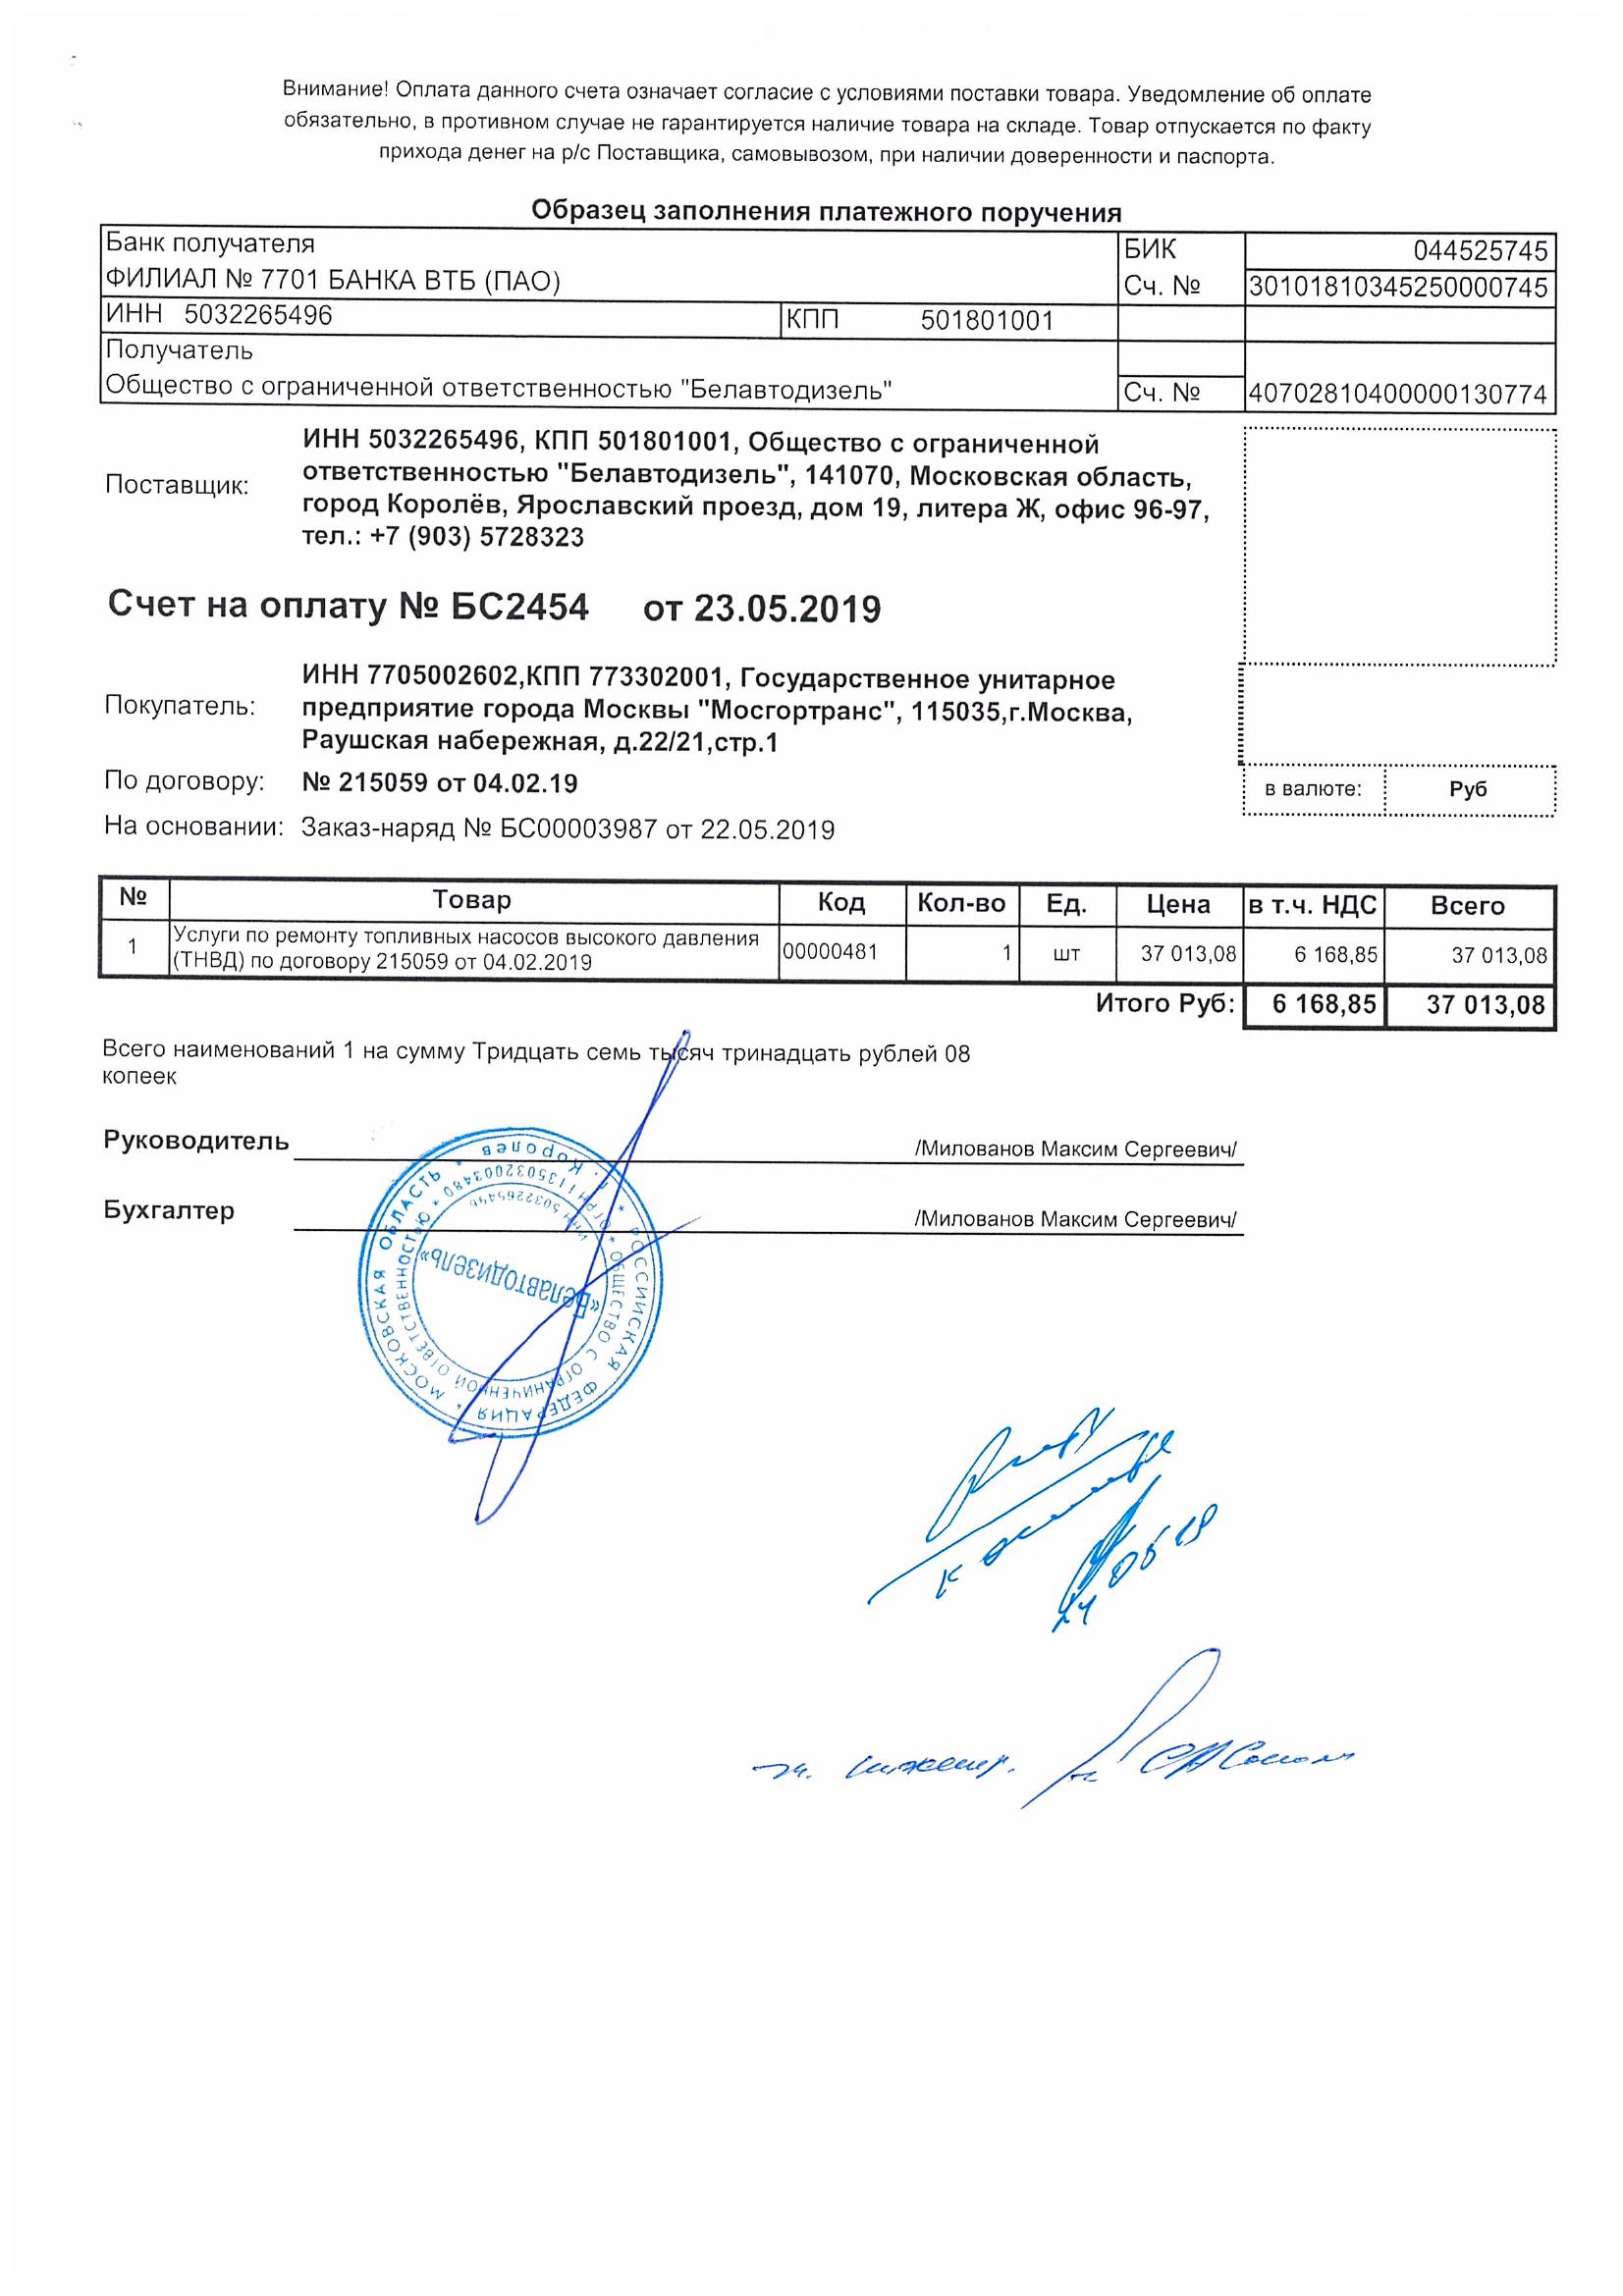 Внимание! Оплата данного счета означает согласие с условиями поставки товара. Уведомление об оплате
обязательно, в противном случае не гарантируется наличие товара на складе. Товар отпускается по факту
прихода денег на р/с Поставщика, самовывозом, при наличии доверенности и паспорта.
Образец заполнения платежного поручения
Банк получателя БИК 044525745
ФИЛИАЛ № 7701 БАНКА ВТБ (ПАО) Сч. № 30101810345250000745
ИНН 5032265496 КПП 501801001
Получатель
Общество с ограниченной ответственностью "Белавтодизель" Сч. № 40702810400000130774
Поставщик: ИНН 5032265496, КПП 501801001, Общество с ограниченной
ответственностью "Белавтодизель", 141070, Московская область,
город Королёв, Ярославский проезд, дом 19, литера Ж, офис 96-97,
тел.: +7 (903) 5728323
Счет на оплату № БС2454 от 23.05.2019
Покупатель: ИНН 7705002602,КПП 773302001, Государственное унитарное
предприятие города Москвы "Мосгортранс", 115035,г.Москва,
Раушская набережная, д.22/21,стр.1
По договору: № 215059 от 04.02.19
в валюте: Руб
На основании: Заказ-наряд № БС00003987 от 22.05.2019
№ Товар Код Кол-во Ед. Цена в т.ч. НДС Всего
1 Услуги по ремонту топливных насосов высокого давления
(ТНВД) по договору 215059 от 04.02.2019 00000481 1 шт 37 013,08 6 168,85 37 013,08
Итого Руб: 6 168,85 37 013,08
Всего наименований 1 на сумму Тридцать семь тысяч тринадцать рублей 08
копеек
Руководитель /Милованов Максим Сергеевич/
Бухгалтер /Милованов Максим Сергеевич/
* РОССИЙСКАЯ ФЕДЕРАЦИЯ * МОСКОВСКАЯ ОБЛАСТЬ * г. Королев
* ОБЩЕСТВО С ОГРАНИЧЕННОЙ ОТВЕТСТВЕННОСТЬЮ * ОГРН 1135032003480
ИНН 5032265496
«Белавтодизель»